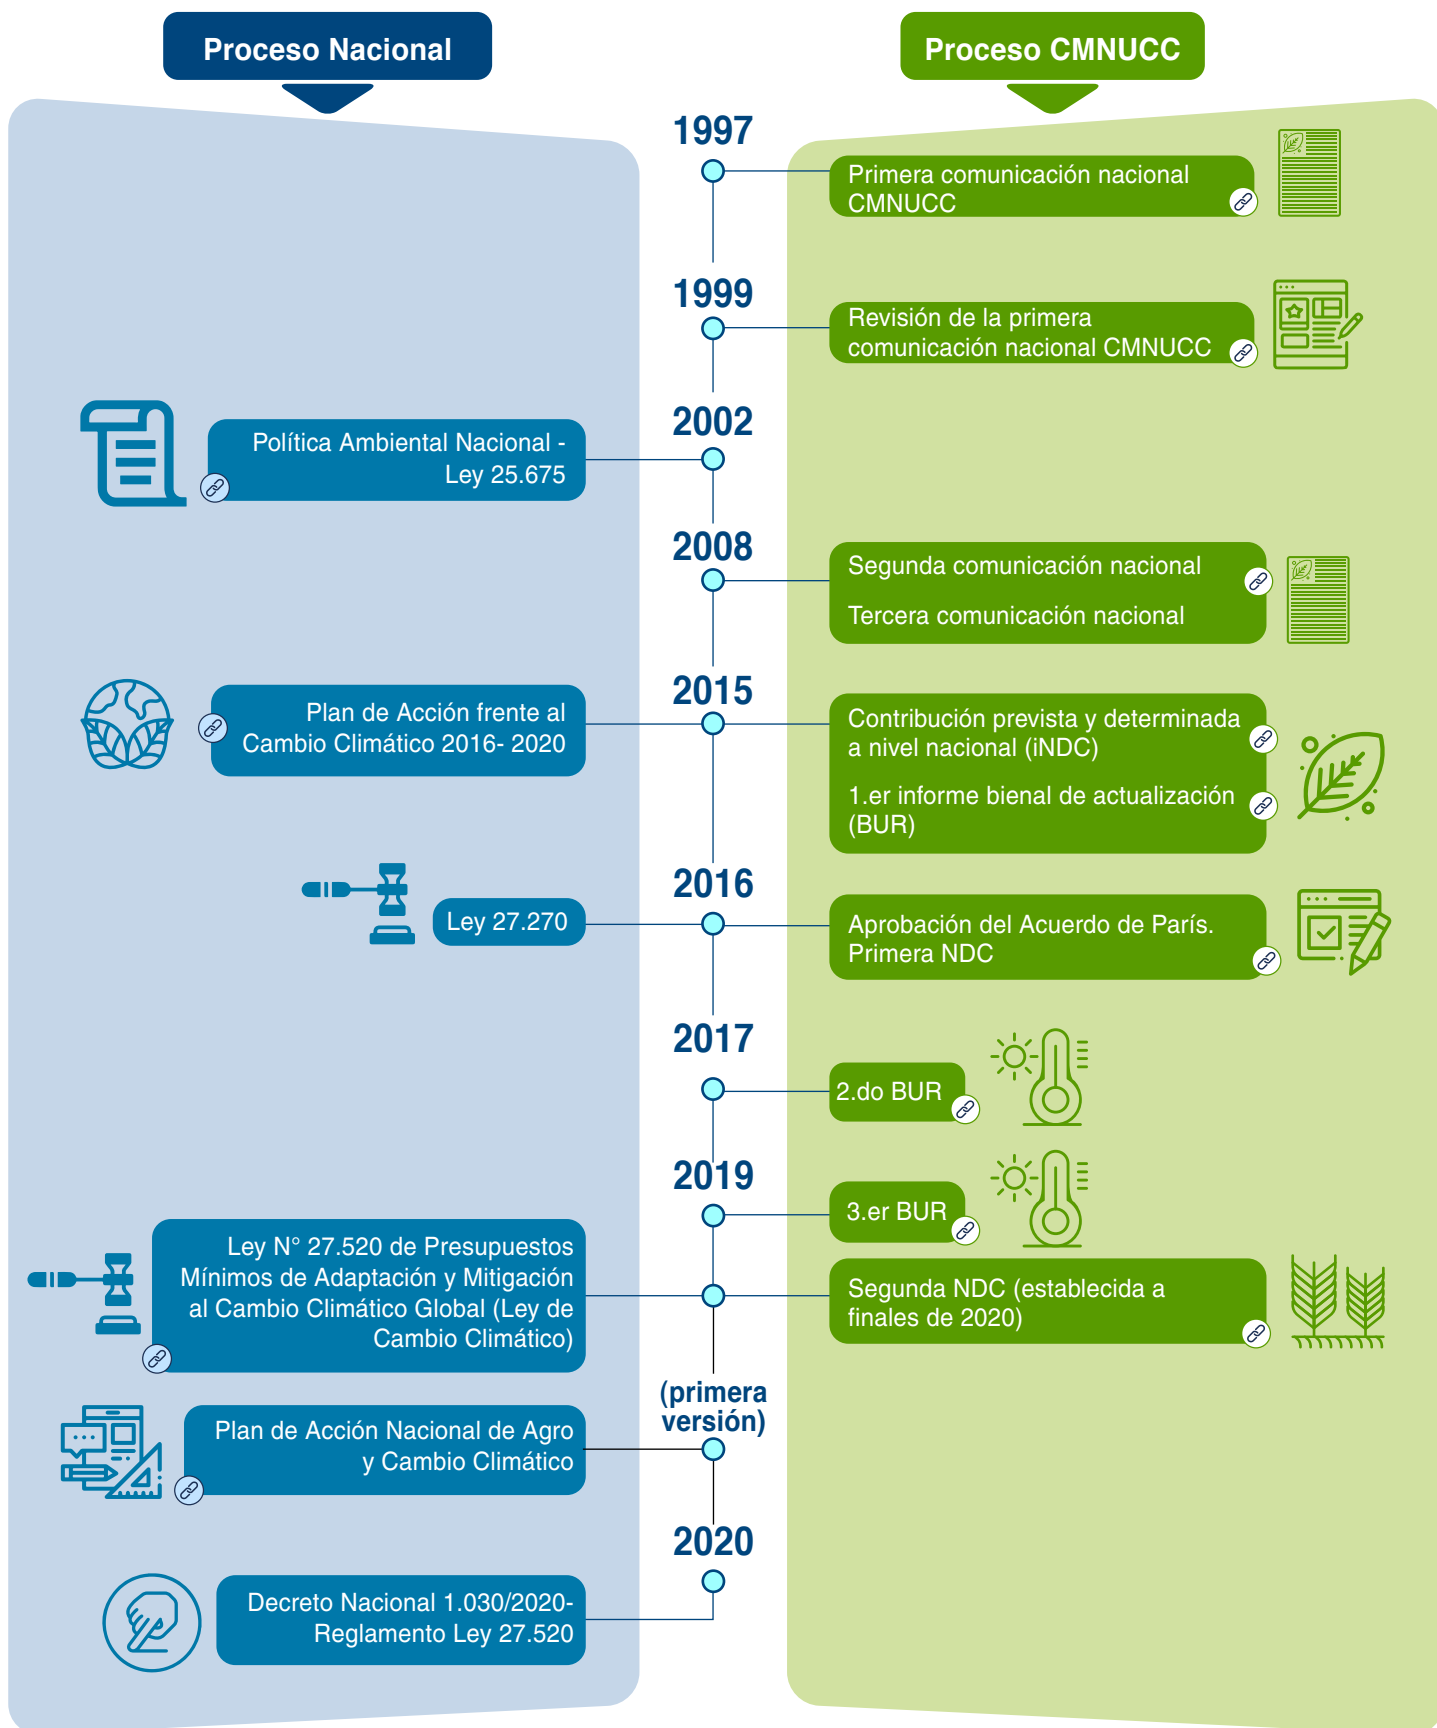 Proceso Nacional
Proceso CMNUCC
1997
Primera comunicación nacional
CMNUCC
1999
Revisión de la primera
comunicación nacional CMNUCC
2002
Política Ambiental Nacional -
Ley 25.675
2008
Segunda comunicación nacional
Tercera comunicación nacional
2015
Plan de Acción frente al
Cambio Climático 2016- 2020
Contribución prevista y determinada
a nivel nacional (iNDC)
1.er informe bienal de actualización
(BUR)
2016
Ley 27.270
Aprobación del Acuerdo de París.
Primera NDC
2017
2.do BUR
2019
3.er BUR
Ley N° 27.520 de Presupuestos
Mínimos de Adaptación y Mitigación
al Cambio Climático Global (Ley de
Cambio Climático)
Segunda NDC (establecida a
finales de 2020)
(primera
versión)
Plan de Acción Nacional de Agro
y Cambio Climático
2020
Decreto Nacional 1.030/2020-
Reglamento Ley 27.520